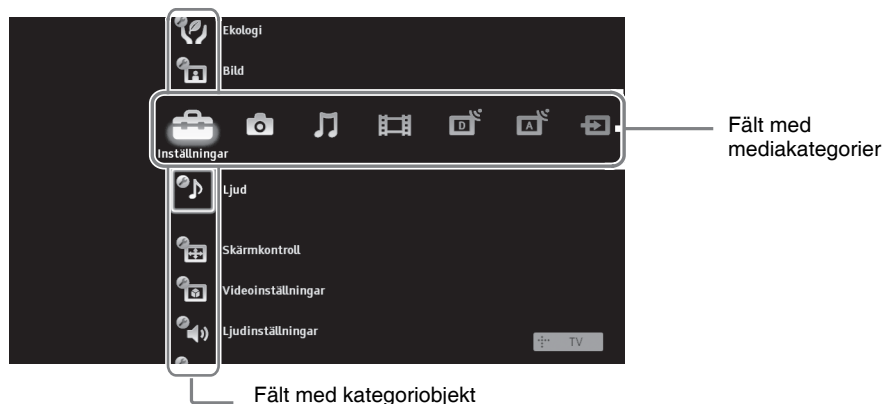 Ekologi
Bild
Inställningar
Fält med
mediakategorier
Ljud
Skärmkontroll
Videoinställningar
Ljudinställningar
TV
Fält med kategoriobjekt